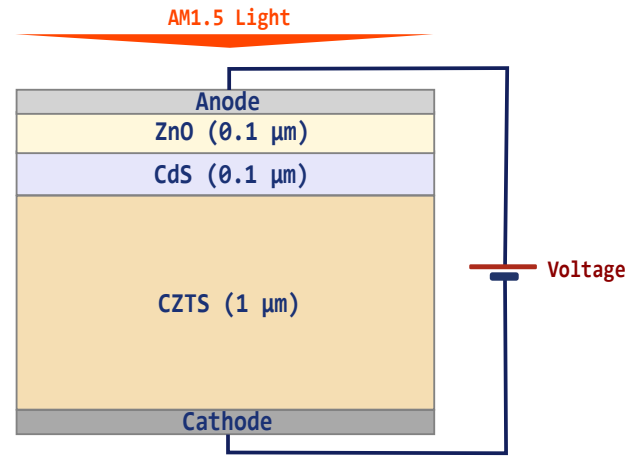 AM1.5 Light
Anode
ZnO (0.1 μm)
CdS (0.1 μm)
CZTS (1 μm)
Voltage
Cathode